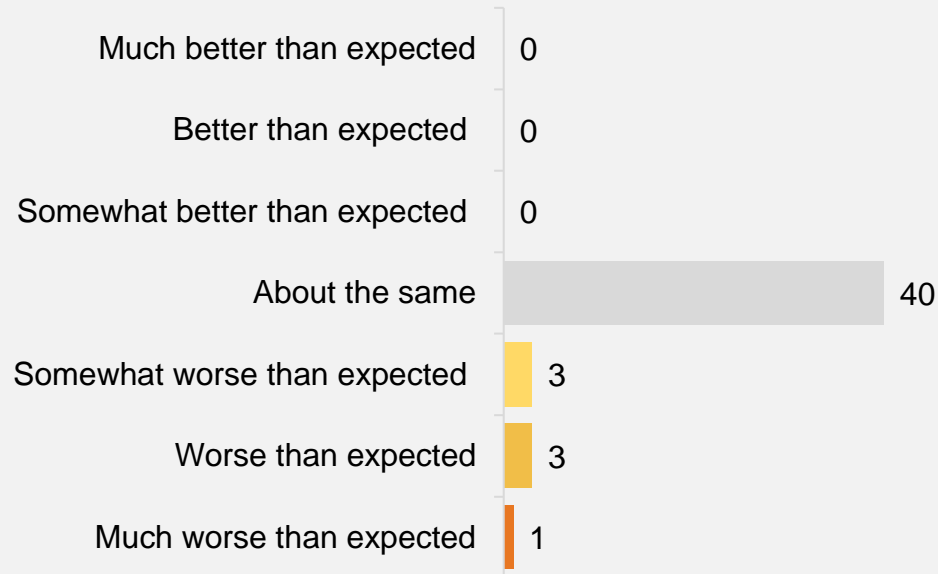 Much better than expected 0
Better than expected 0
Somewhat better than expected 0
About the same 40
Somewhat worse than expected 3
Worse than expected 3
Much worse than expected 1